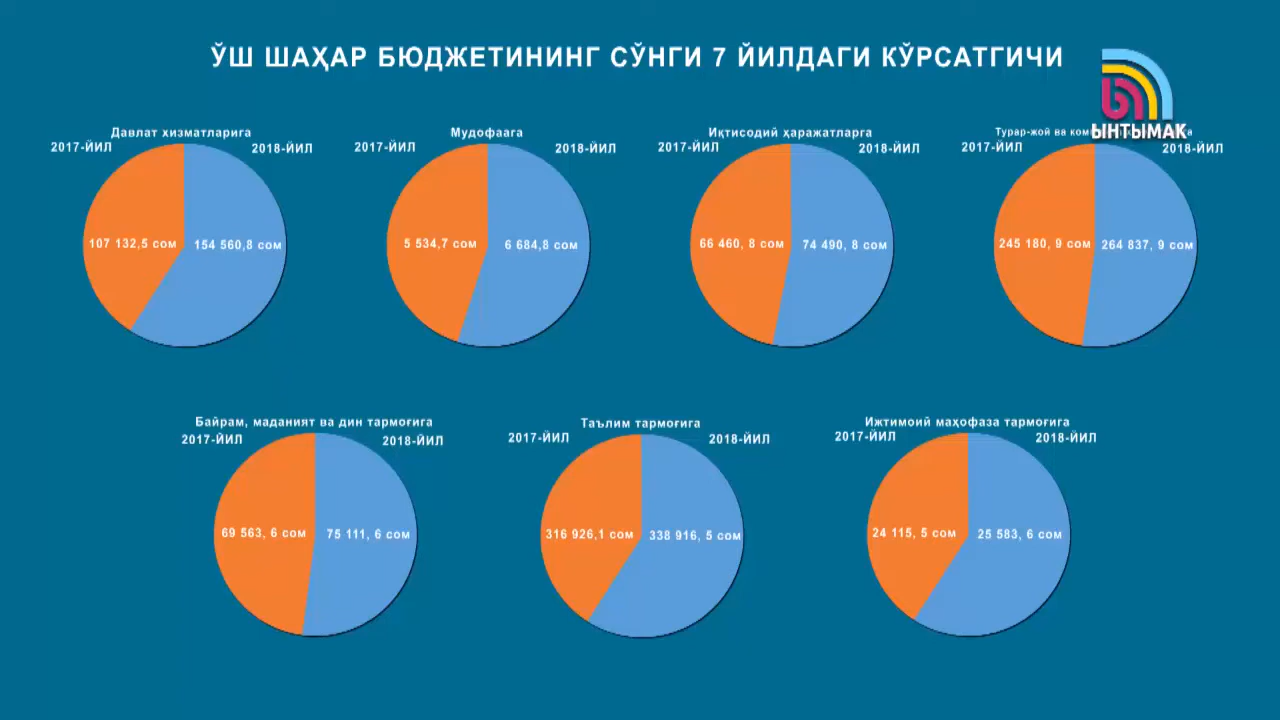 ЎШ ШАҲАР БЮДЖЕТИНИНГ СЎНГИ 7 ЙИЛДАГИ КЎРСАТГИЧИ
ЫНТЫМАК
Давлат хизматларига
2017-ЙИЛ 2018-ЙИЛ
107 132,5 сом 154 560,8 сом
Мудофаага
2017-ЙИЛ 2018-ЙИЛ
5 534,7 сом 6 684,8 сом
Иқтисодий ҳаражатларга
2017-ЙИЛ 2018-ЙИЛ
66 460, 8 сом 74 490, 8 сом
Турар-жой ва
2017-ЙИЛ 2018-ЙИЛ
245 180, 9 сом 264 837, 9 сом
Байрам, маданият ва дин тармоғига
2017-ЙИЛ 2018-ЙИЛ
69 563, 6 сом 75 111, 6 сом
Таълим тармоғига
2017-ЙИЛ 2018-ЙИЛ
316 926,1 сом 338 916, 5 сом
Ижтимоий маҳофаза тармоғига
2017-ЙИЛ 2018-ЙИЛ
24 115, 5 сом 25 583, 6 сом